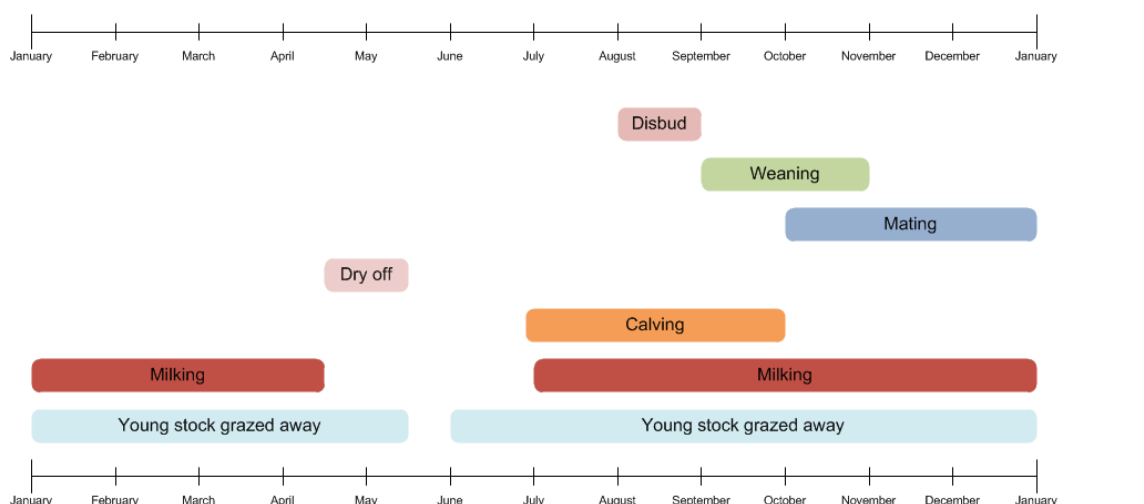 January February March April May June July August September October November December January
Disbud
Weaning
Mating
Dry off
Calving
Milking Milking
Young stock grazed away Young stock grazed away
January February March April May June July August September October November December January